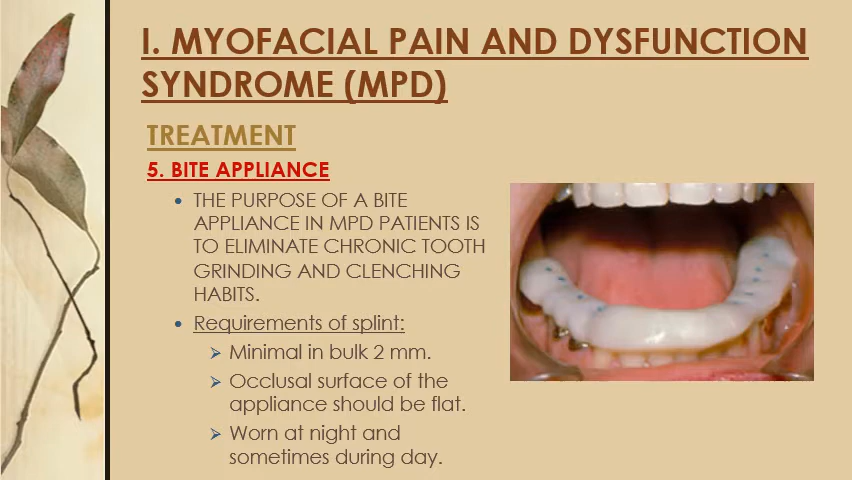 I. MYOFACIAL PAIN AND DYSFUNCTION
SYNDROME (MPD)
TREATMENT
5. BITE APPLIANCE
• THE PURPOSE OF A BITE
APPLIANCE IN MPD PATIENTS IS
TO ELIMINATE CHRONIC TOOTH
GRINDING AND CLENCHING
HABITS.
• Requirements of splint:
➢ Minimal in bulk 2 mm.
➢ Occlusal surface of the
appliance should be flat.
➢ Worn at night and
sometimes during day.